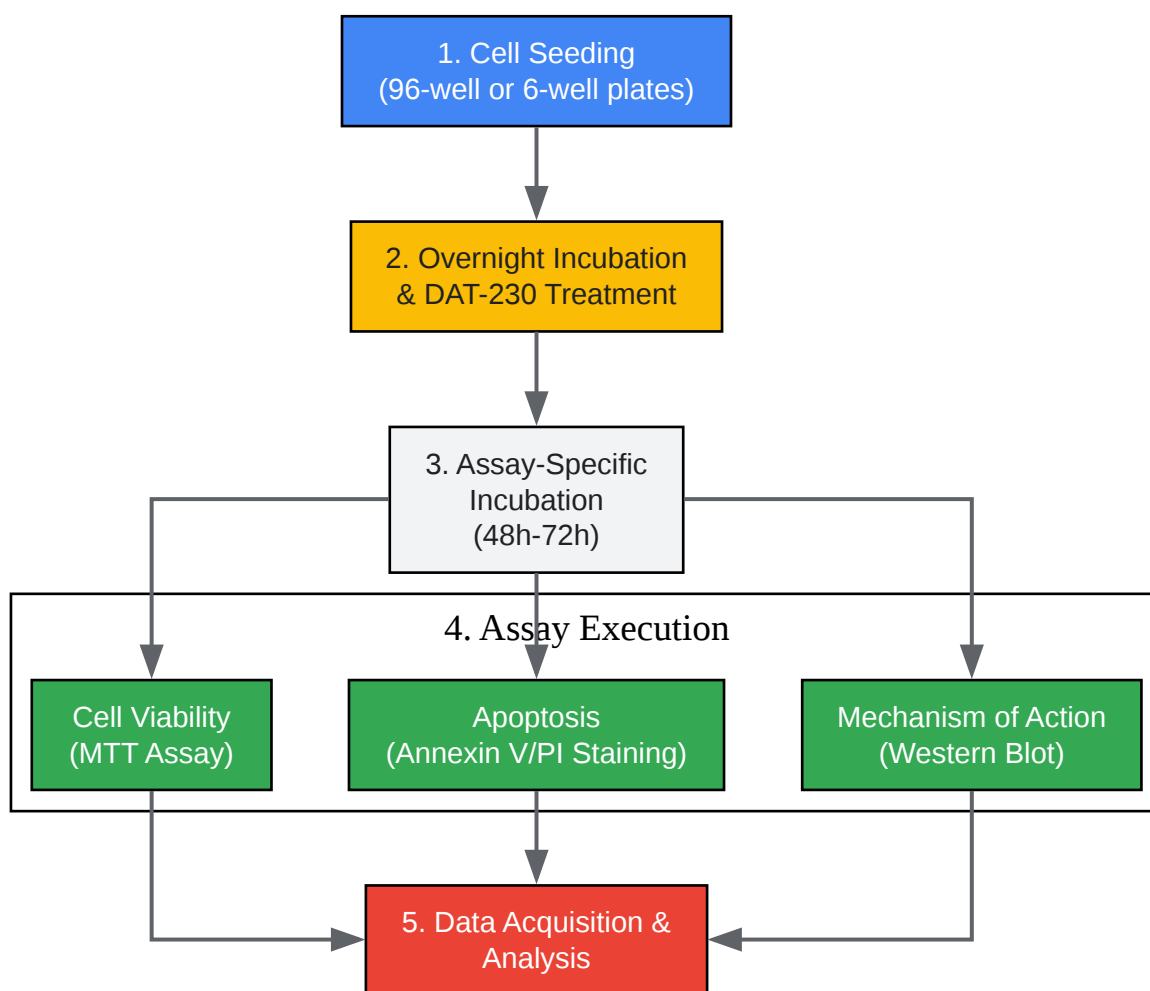 1. Cell Seeding
(96-well or 6-well plates)
2. Overnight Incubation
& DAT-230 Treatment
3. Assay-Specific
Incubation
(48h-72h)
4. Assay Execution
Cell Viability
(MTT Assay)
Apoptosis
(Annexin V/PI Staining)
Mechanism of Action
(Western Blot)
5. Data Acquisition &
Analysis